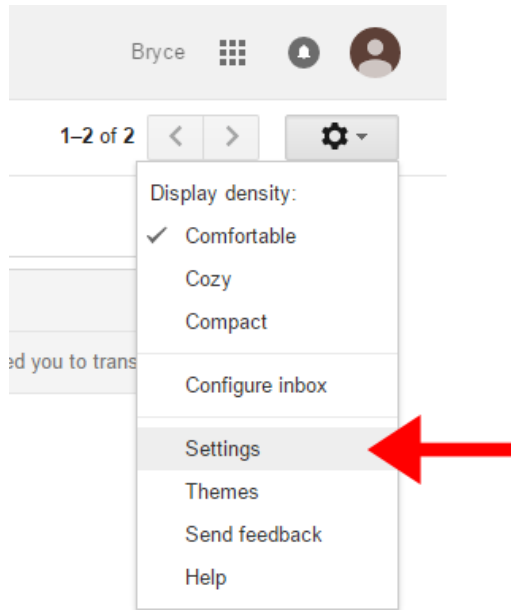 Bryce
1–2 of 2
Display density:
Comfortable
Cozy
Compact
ed you to trans
Configure inbox
Settings
Themes
Send feedback
Help